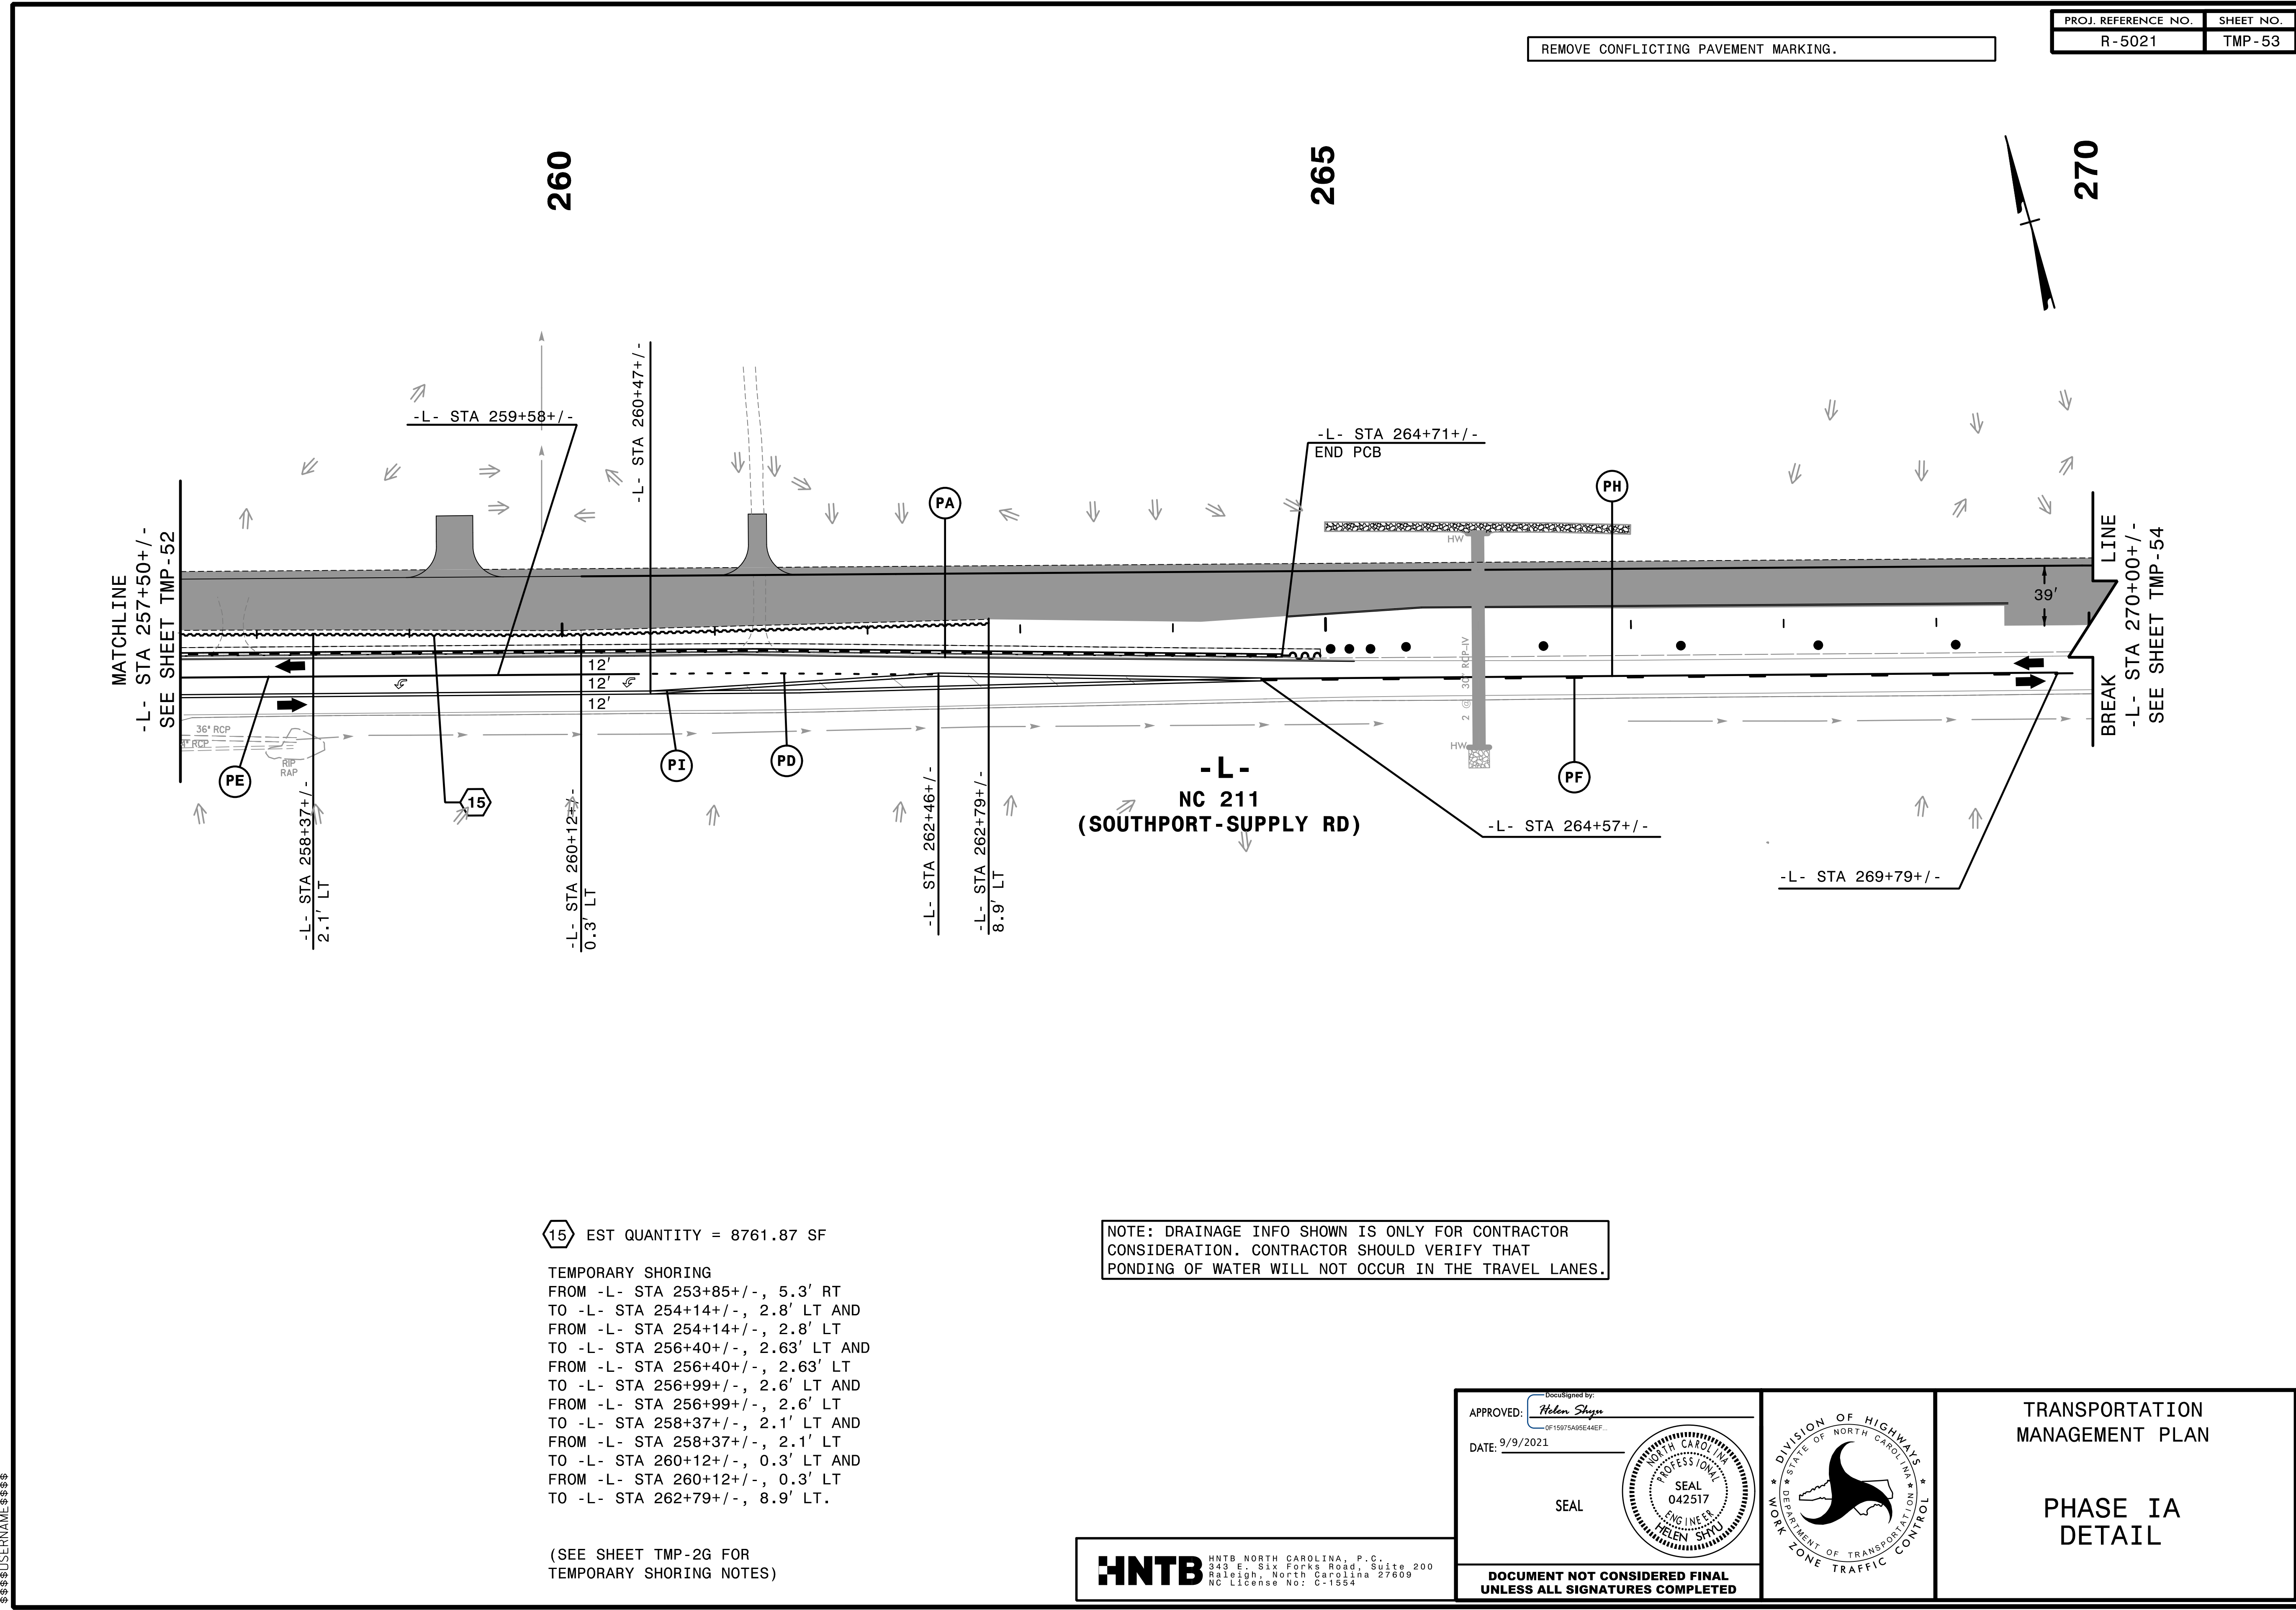 PROJ. REFERENCE NO.
SHEET NO.
R-5021
TMP-53
REMOVE CONFLICTING PAVEMENT MARKING.
260
265
270
-L- STA 259+58+/-
-L- STA 260+47+/-
-L- STA 264+71+/-
END PCB
PA
PH
HW
MATCHLINE
-L- STA 257+50+/-
SEE SHEET TMP-52
BREAK LINE
-L- STA 270+00+/-
SEE SHEET TMP-54
39'
12'
12'
12'
2 @ 30" RCP-IV
36" RCP
4" RCP
RIP
RAP
HW
PE
15
PI
PD
PF
-L- STA 258+37+/-
2.1' LT
-L- STA 260+12+/-
0.3' LT
-L- STA 262+46+/-
-L- STA 262+79+/-
8.9' LT
-L-
NC 211
(SOUTHPORT-SUPPLY RD)
-L- STA 264+57+/-
-L- STA 269+79+/-
15 EST QUANTITY = 8761.87 SF
TEMPORARY SHORING
FROM -L- STA 253+85+/-, 5.3' RT
TO -L- STA 254+14+/-, 2.8' LT AND
FROM -L- STA 254+14+/-, 2.8' LT
TO -L- STA 256+40+/-, 2.63' LT AND
FROM -L- STA 256+40+/-, 2.63' LT
TO -L- STA 256+99+/-, 2.6' LT AND
FROM -L- STA 256+99+/-, 2.6' LT
TO -L- STA 258+37+/-, 2.1' LT AND
FROM -L- STA 258+37+/-, 2.1' LT
TO -L- STA 260+12+/-, 0.3' LT AND
FROM -L- STA 260+12+/-, 0.3' LT
TO -L- STA 262+79+/-, 8.9' LT.
(SEE SHEET TMP-2G FOR
TEMPORARY SHORING NOTES)
NOTE: DRAINAGE INFO SHOWN IS ONLY FOR CONTRACTOR
CONSIDERATION. CONTRACTOR SHOULD VERIFY THAT
PONDING OF WATER WILL NOT OCCUR IN THE TRAVEL LANES.
$$$$USERNAME$$$$
HNTB
HNTB NORTH CAROLINA, P.C.
343 E. Six Forks Road, Suite 200
Raleigh, North Carolina 27609
NC License No: C-1554
DocuSigned by:
APPROVED: Helen Shyu
0F15975A95E44EF...
DATE: 9/9/2021
SEAL
NORTH CAROLINA
PROFESSIONAL
SEAL
042517
ENGINEER
HELEN SHYU
DOCUMENT NOT CONSIDERED FINAL
UNLESS ALL SIGNATURES COMPLETED
DIVISION OF HIGHWAYS
STATE OF NORTH CAROLINA
DEPARTMENT OF TRANSPORTATION
WORK ZONE TRAFFIC CONTROL
TRANSPORTATION
MANAGEMENT PLAN
PHASE IA
DETAIL